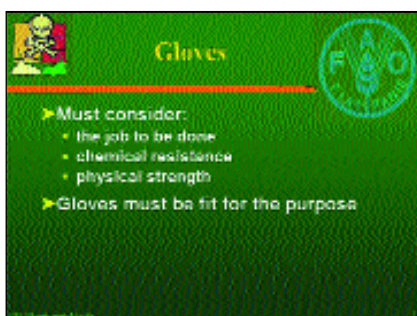 Gloves
F A O
➤Must consider:
• the job to be done
• chemical resistance
• physical strength
➤Gloves must be fit for the purpose